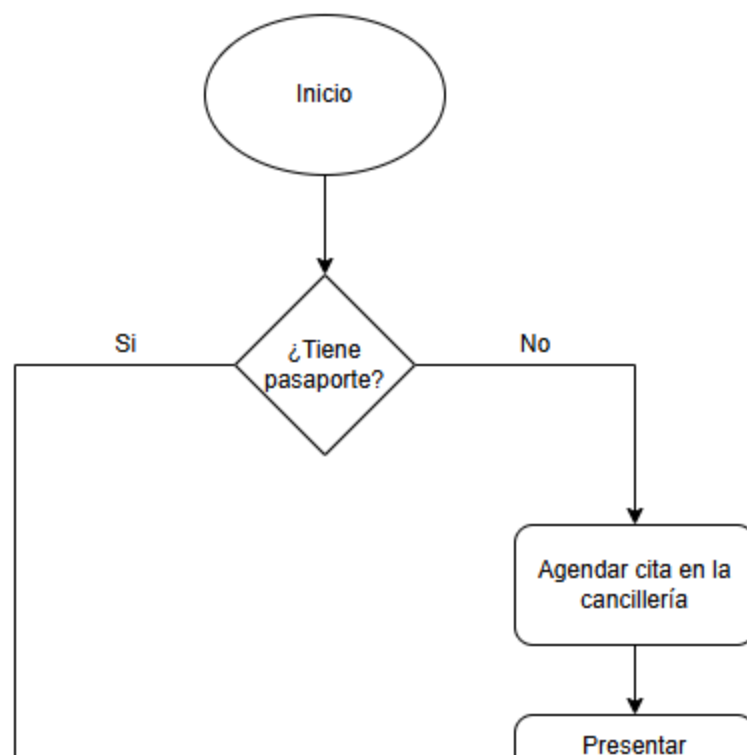 Inicio
¿Tiene
pasaporte?
Si
No
Agendar cita en la
cancillería
Presentar